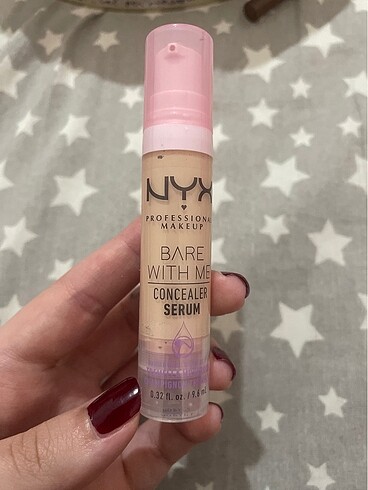 NYX
PROFESSIONAL
MAKEUP
BARE
WITH ME
CONCEALER
SERUM
0.32 fl. oz. / 9.6 mL